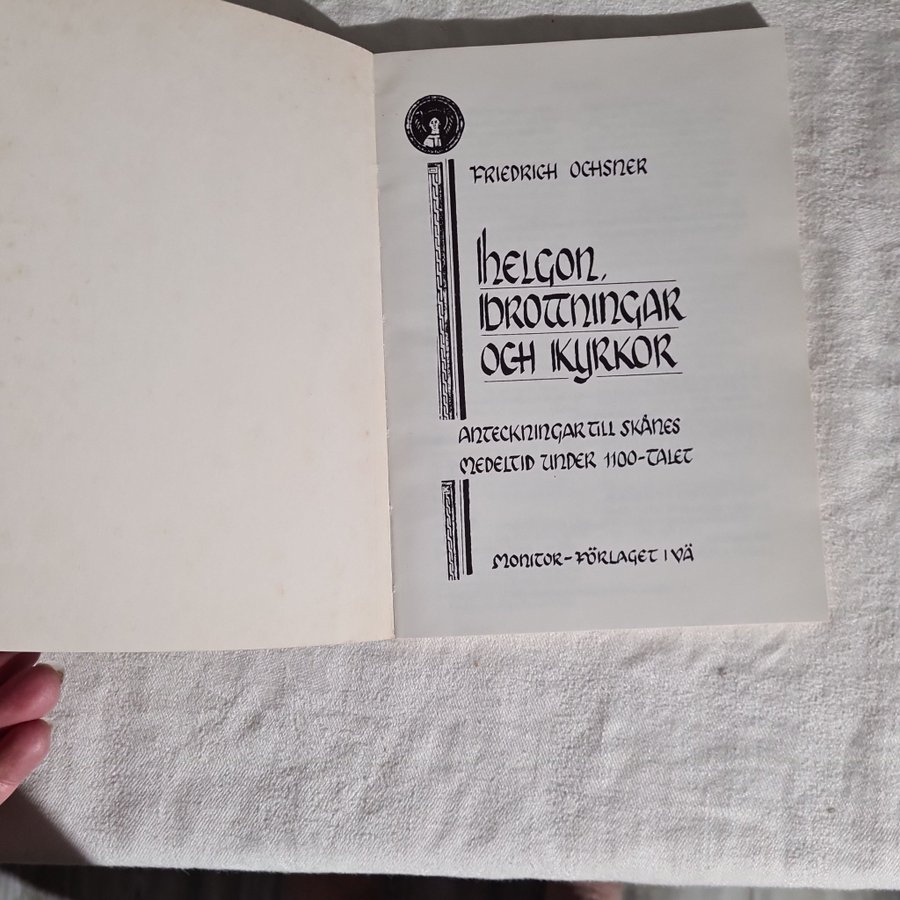 FRIEDRICH OCHSNER
HELGON,
DROTTNINGAR
OCH KYRKOR
ANTECKNINGAR TILL SKÅNES
MEDELTID UNDER 1100-TALET
MONITOR-FÖRLAGET I VÄ